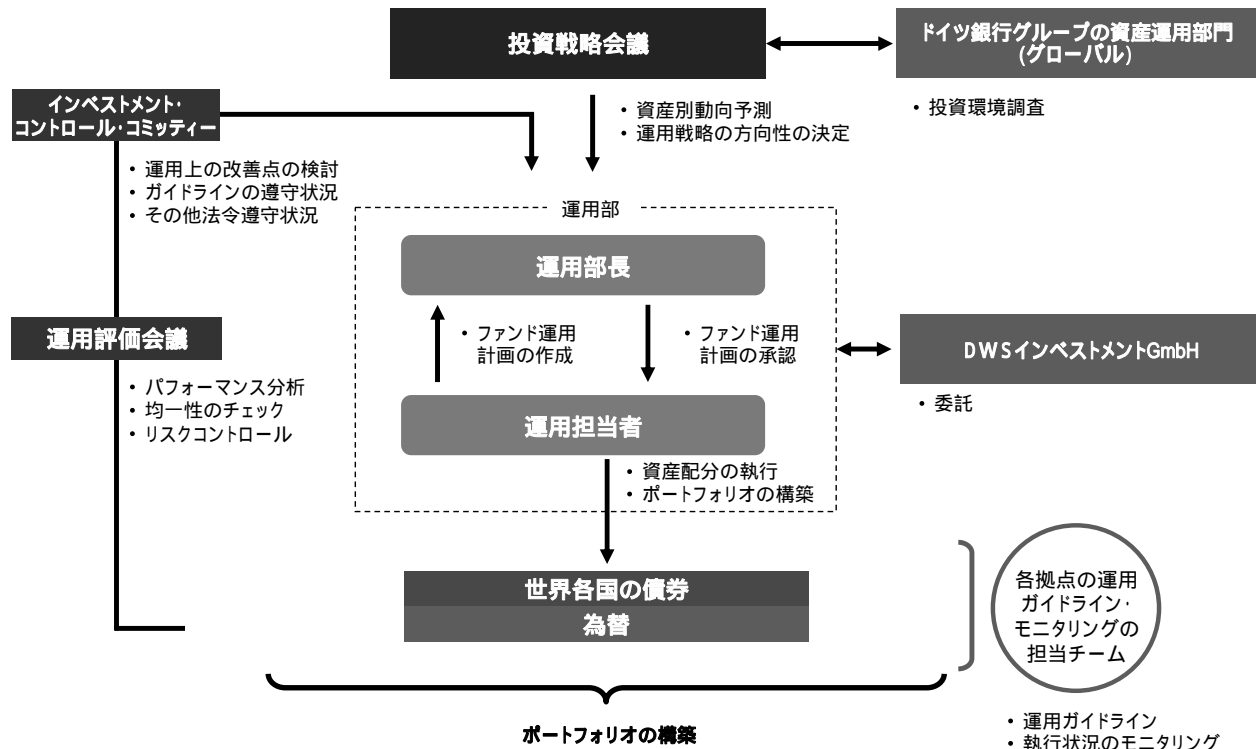 投資戦略会議
ドイツ銀行グループの資産運用部門
(グローバル)
・投資環境調査
インベストメント・
コントロール・コミッティー
・資産別動向予測
・運用戦略の方向性の決定
・運用上の改善点の検討
・ガイドラインの遵守状況
・その他法令遵守状況
運用部
運用部長
・ファンド運用
計画の作成
・ファンド運用
計画の承認
運用評価会議
・パフォーマンス分析
・均一性のチェック
・リスクコントロール
DWSインベストメントGmbH
・委託
運用担当者
・資産配分の執行
・ポートフォリオの構築
世界各国の債券
為替
各拠点の運用
ガイドライン・
モニタリングの
担当チーム
ポートフォリオの構築
・運用ガイドライン
・執行状況のモニタリング